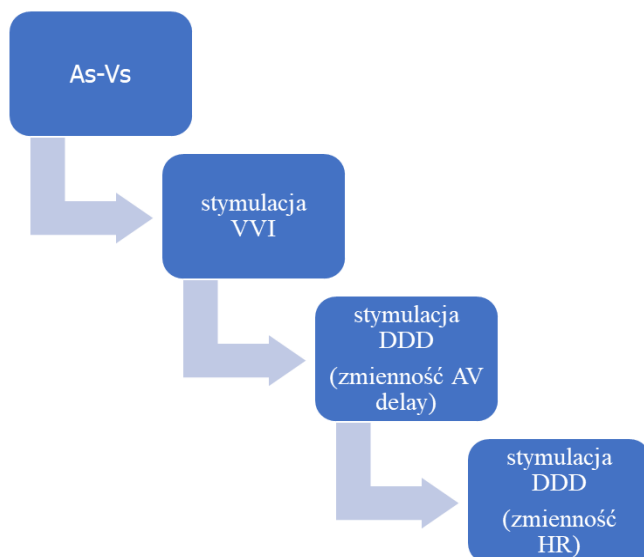 As-Vs
stymulacja
VVI
stymulacja
DDD
(zmienność AV
delay)
stymulacja
DDD
(zmienność
HR)